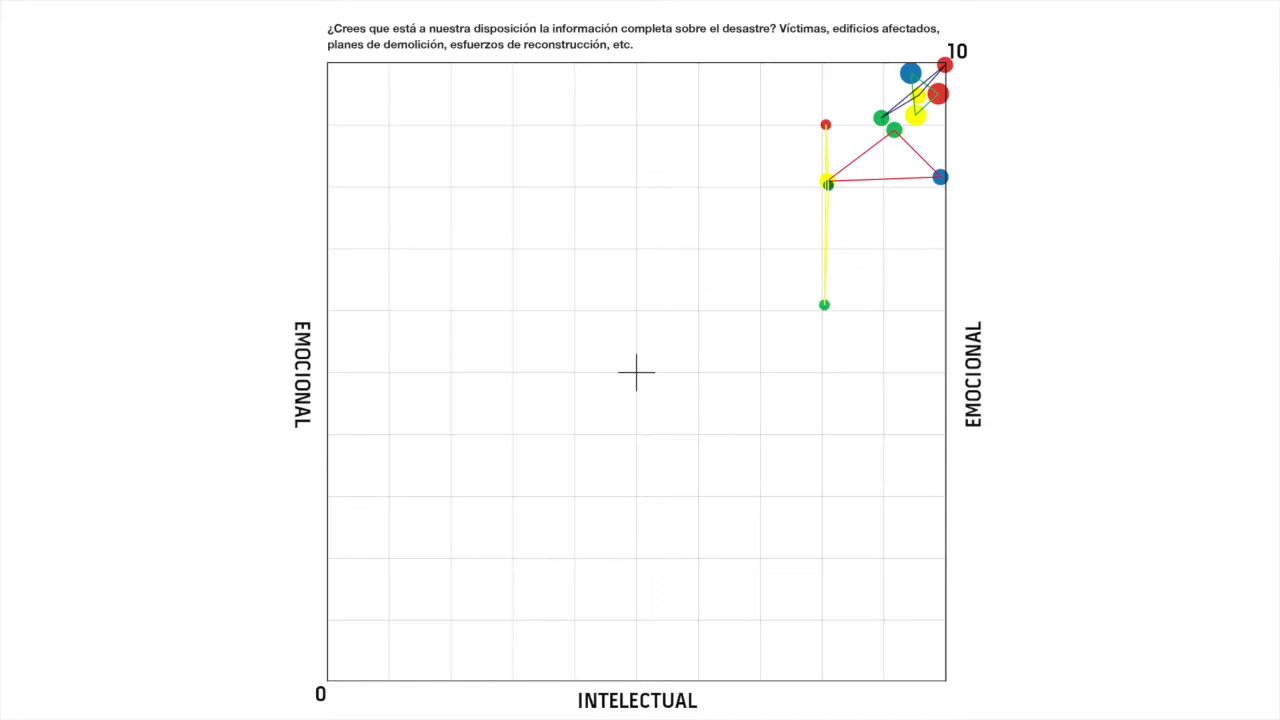 ¿Crees que está a nuestra disposición la información completa sobre el desastre? Víctimas, edificios afectados,
planes de demolición, esfuerzos de reconstrucción, etc.
10
EMOCIONAL
EMOCIONAL
0
INTELECTUAL